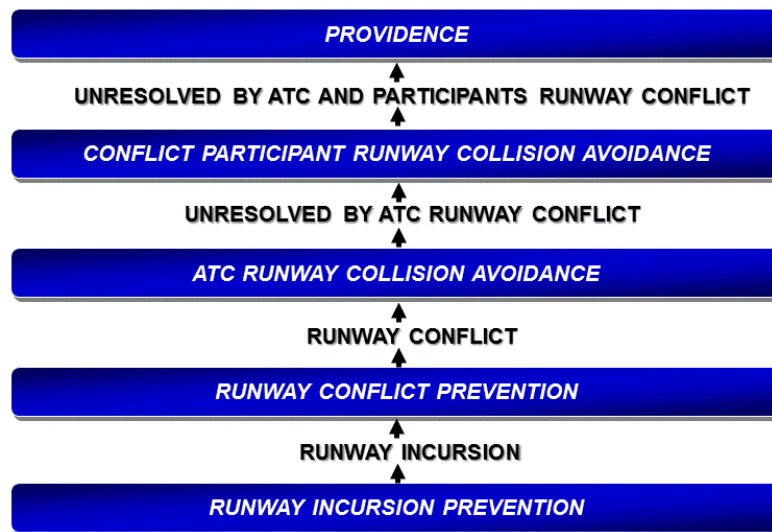 PROVIDENCE
UNRESOLVED BY ATC AND PARTICIPANTS RUNWAY CONFLICT
CONFLICT PARTICIPANT RUNWAY COLLISION AVOIDANCE
UNRESOLVED BY ATC RUNWAY CONFLICT
ATC RUNWAY COLLISION AVOIDANCE
RUNWAY CONFLICT
RUNWAY CONFLICT PREVENTION
RUNWAY INCURSION
RUNWAY INCURSION PREVENTION